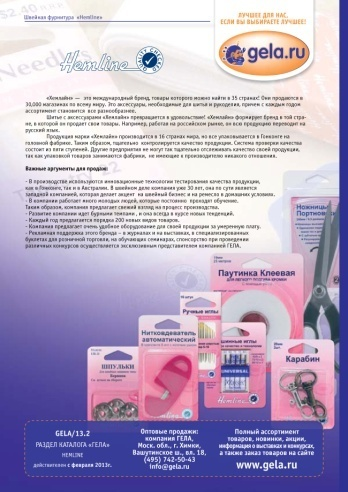 Швейная фурнитура «Hemline»
ЛУЧШЕЕ ДЛЯ НАС,
ЕСЛИ ВЫ ВЫБИРАЕТЕ ЛУЧШЕЕ!
gela.ru
Hemline
«Хемлайн» — это международный бренд, товары которого можно найти в 35 странах! Они продаются в
30,000 магазинах по всему миру. Это аксессуары, необходимые для шитья и рукоделия, причем с каждым годом
ассортимент становится все разнообразнее.
Шитье с аксессуарами «Хемлайн» превращается в удовольствие! «Хемлайн» формирует бренд в той стра-
не, в которой он продает свои товары. Например, работая на российском рынке, он всю продукцию переводит на
русский язык.
Продукция марки «Хемлайн» производится в 16 странах мира, но все упаковывается в Гонконге на
головной фабрике. Таким образом, тщательно контролируется качество продукции. Система проверки качества
состоит из пяти ступеней. Другие предприятия не могут так тщательно отслеживать качество своей продукции,
так как упаковкой товара занимаются фабрики, не имеющие к производителю никакого отношения.
Важные аргументы для продаж:
- В производстве используются инновационные технологии тестирования качества продукции,
как в Гонконге, так и в Австралии. В швейном доме компании уже 30 лет, она по сути является
западной компанией, которая делает акцент на швейный бизнес и на ремесла в домашних условиях.
- В компании работает много молодых людей, которые постоянно проходят обучение.
Таким образом, компания предлагает свежий взгляд на процесс производства.
- Развитие компании идет бурными темпами, и она всегда в курсе новых тенденций.
- Каждый год предлагается порядка 200 новых видов товаров.
- Компания предлагает очень удобное оборудование для своей продукции за умеренную плату.
- Рекламная поддержка этого бренда – в журналах и на выставках, в специализированных
буклетах для розничной торговли, на обучающих семинарах, спонсорство при проведении
различных конкурсов осуществляется эксклюзивным представителем компанией ГЕЛА.
Ножницы
Портновские
Паутинка Клеевая
Ручные иглы
Нитковдеватель
автоматический
Швейные иглы
UNIVERSAL
Карабин
ШПУЛЬКИ
Hemline
GELA/13.2
РАЗДЕЛ КАТАЛОГА «ГЕЛА»
HEMLINE
действителен с февраля 2013г.
Оптовые продажи:
компания ГЕЛА,
Моск. обл., г. Химки,
Вашутинское ш., вл. 18,
(495) 742-50-43
info@gela.ru
Полный ассортимент
товаров, новинки, акции,
информация о выставках и конкурсах,
а также заказ товаров на сайте
www.gela.ru